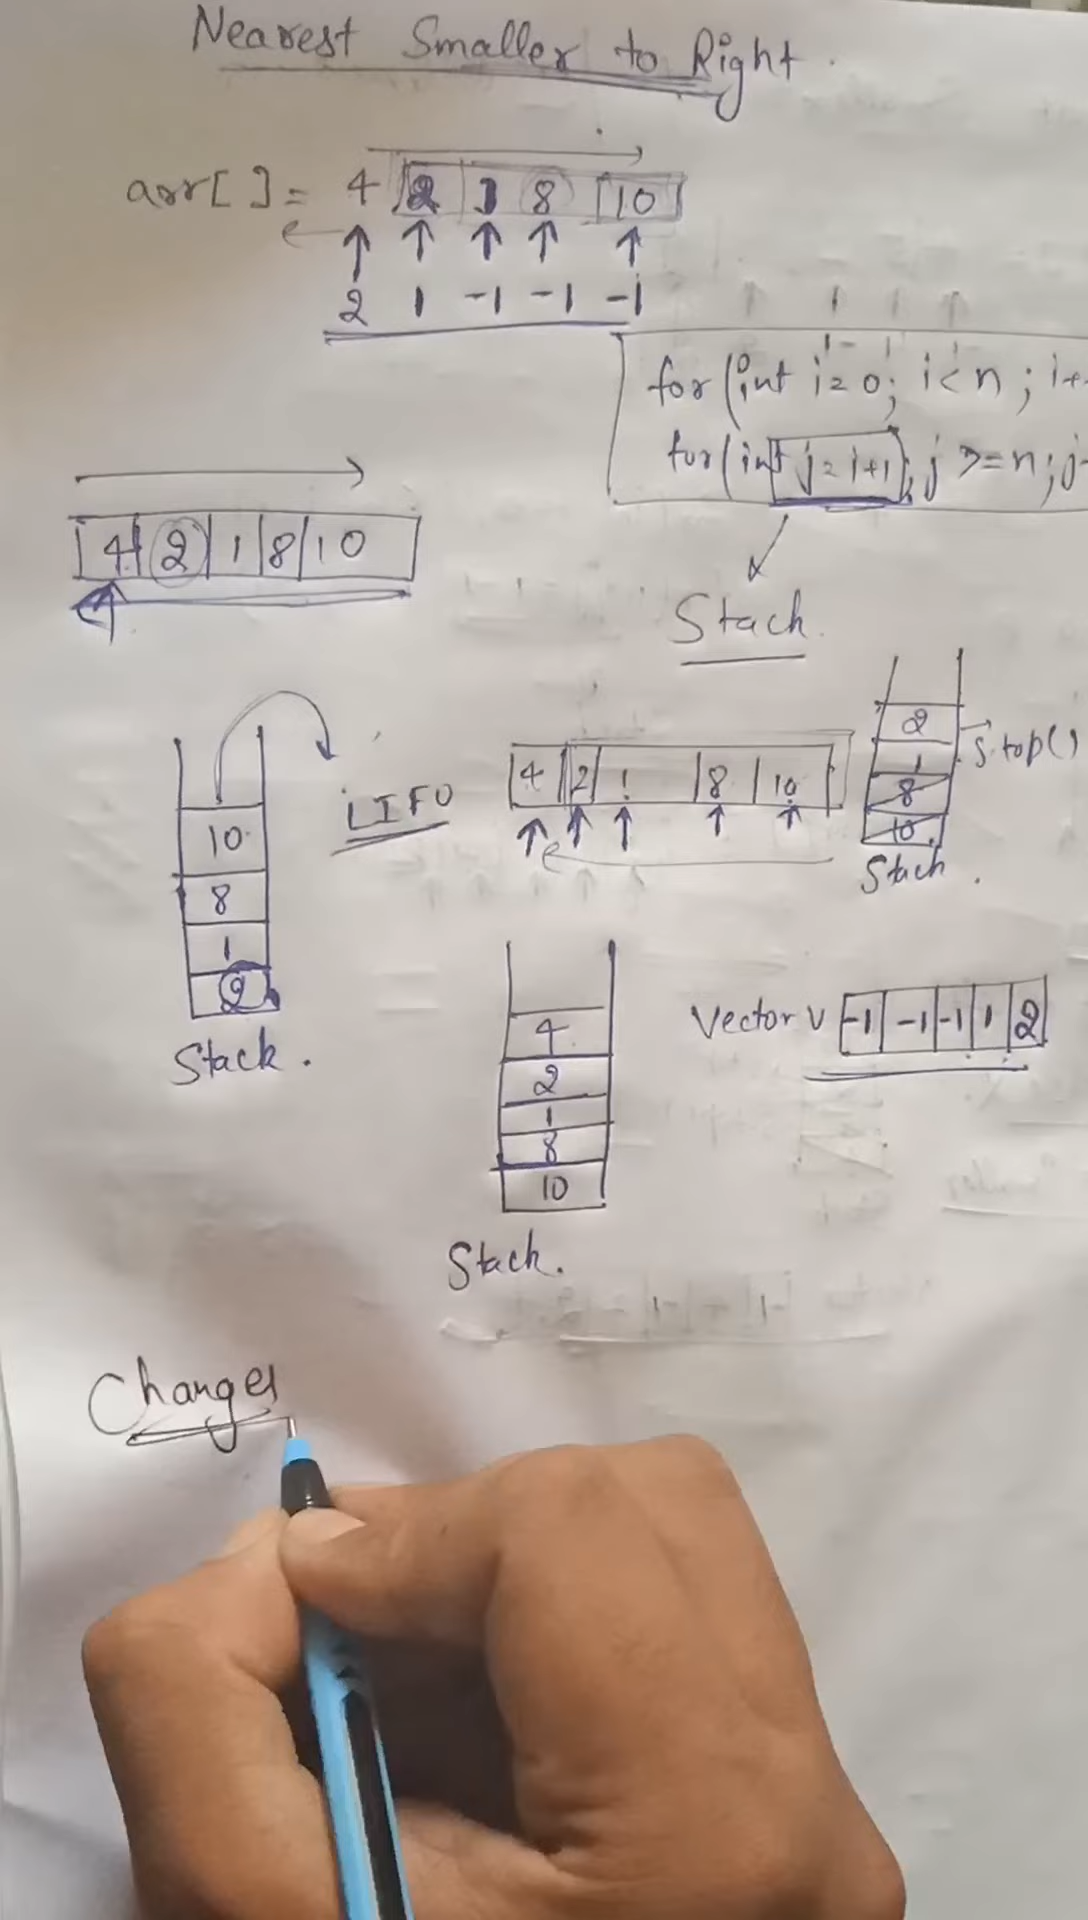 Nearest Smaller to Right.
arr[ ] = 4 2 1 8 10
2 1 -1 -1 -1
for(int i=0; i<n; i+
for(int j=i+1; j>=n; j-
4 2 1 8 10
Stack.
2
1
8
10
s.top()
Stack.
4 2 1 8 10
LIFO
10
8
1
2
Stack.
Vector v -1 -1 -1 1 2
4
2
1
8
10
Stack.
Changes